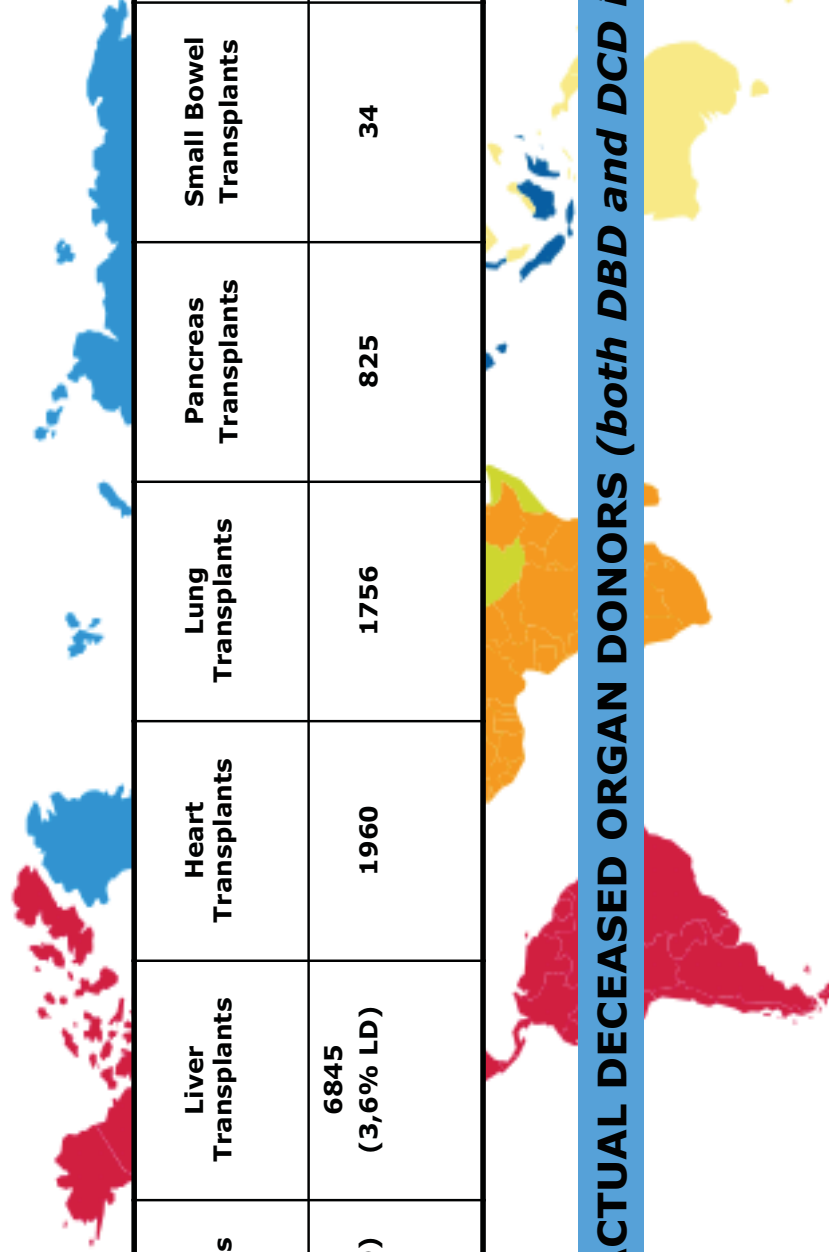 s
Liver
Transplants
Heart
Transplants
Lung
Transplants
Pancreas
Transplants
Small Bowel
Transplants
)
6845
(3,6% LD)
1960
1756
825
34
ACTUAL DECEASED ORGAN DONORS (both DBD and DCD